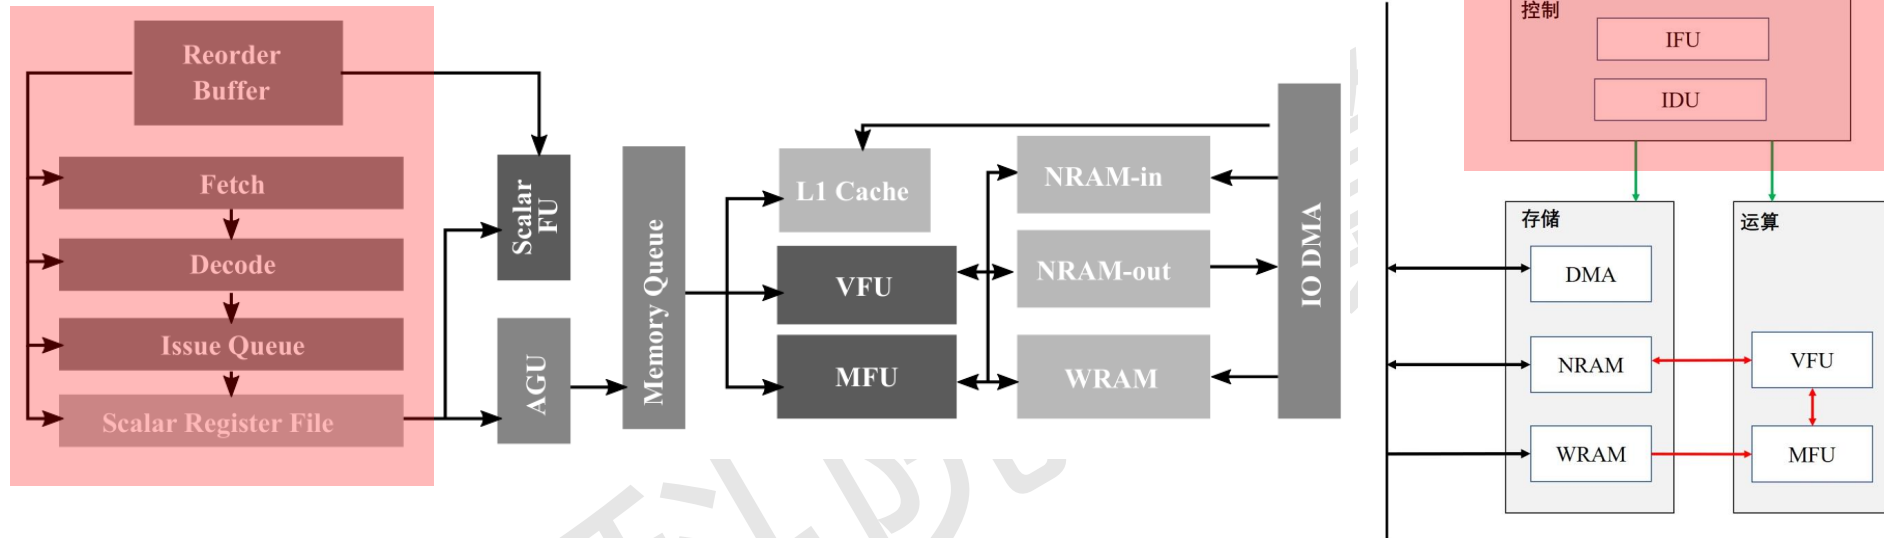 Reorder
Buffer
Fetch
Decode
Issue Queue
Scalar Register File
Scalar
FU
AGU
Memory Queue
L1 Cache
VFU
MFU
NRAM-in
NRAM-out
WRAM
IO DMA
控制
IFU
IDU
存储
DMA
NRAM
WRAM
运算
VFU
MFU